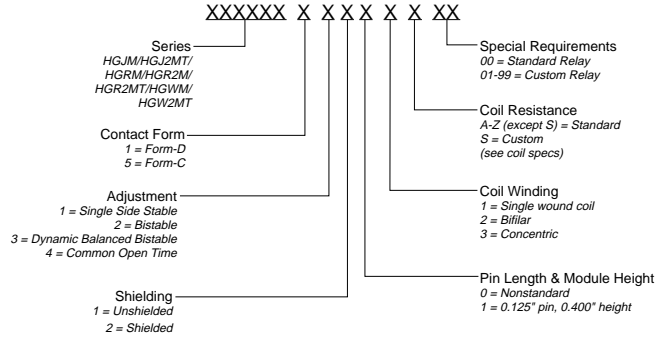 XXXXXX X X X X X X XX
Series
HGJM/HGJ2MT/
HGRM/HGR2M/
HGR2MT/HGWM/
HGW2MT
Contact Form
1 = Form-D
5 = Form-C
Adjustment
1 = Single Side Stable
2 = Bistable
3 = Dynamic Balanced Bistable
4 = Common Open Time
Shielding
1 = Unshielded
2 = Shielded
Special Requirements
00 = Standard Relay
01-99 = Custom Relay
Coil Resistance
A-Z (except S) = Standard
S = Custom
(see coil specs)
Coil Winding
1 = Single wound coil
2 = Bifilar
3 = Concentric
Pin Length & Module Height
0 = Nonstandard
1 = 0.125" pin, 0.400" height